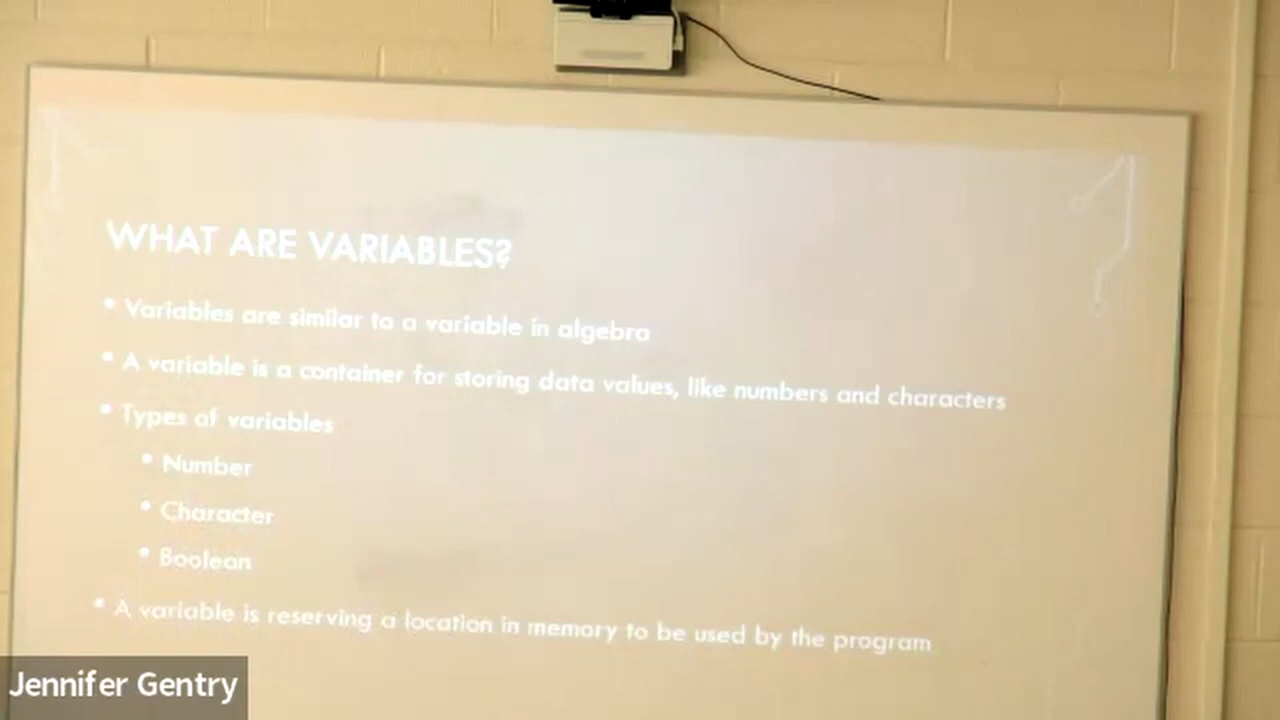 WHAT ARE VARIABLES?
• Variables are similar to a variable in algebra
• A variable is a container for storing data values, like numbers and characters
• Types of variables
• Number
• Character
• Boolean
• A variable is reserving a location in memory to be used by the program
Jennifer Gentry